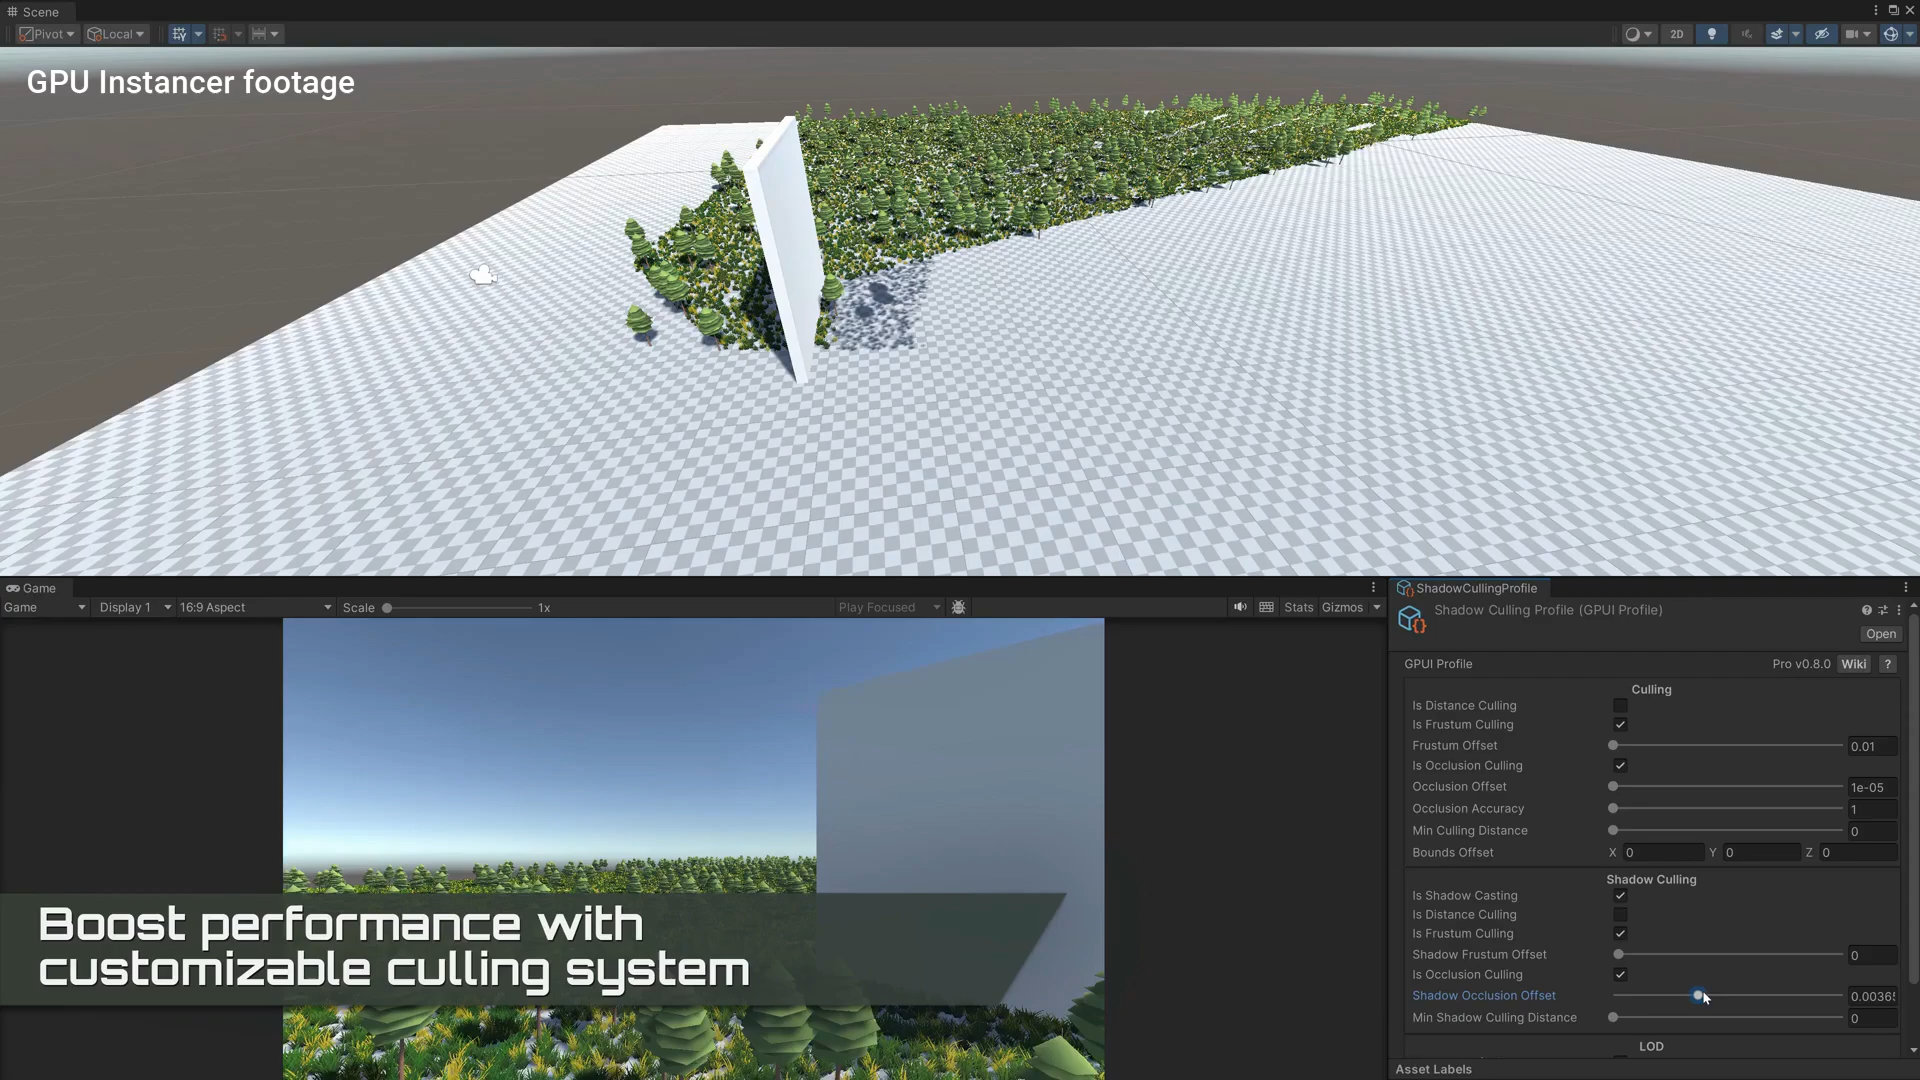 Scene
Pivot
Local
2D
GPU Instancer footage
Game
Game
Display 1
16:9 Aspect
Scale
1x
Play Focused
Stats
Gizmos
ShadowCullingProfile
Shadow Culling Profile (GPUI Profile)
Open
GPUI Profile
Pro v0.8.0
Wiki
?
Culling
Is Distance Culling
Is Frustum Culling
Frustum Offset
0.01
Is Occlusion Culling
Occlusion Offset
1e-05
Occlusion Accuracy
1
Min Culling Distance
0
Bounds Offset
X 0 Y 0 Z 0
Shadow Culling
Is Shadow Casting
Is Distance Culling
Is Frustum Culling
Shadow Frustum Offset
0
Is Occlusion Culling
Shadow Occlusion Offset
0.0036
Min Shadow Culling Distance
0
LOD
Asset Labels
Boost performance with
customizable culling system